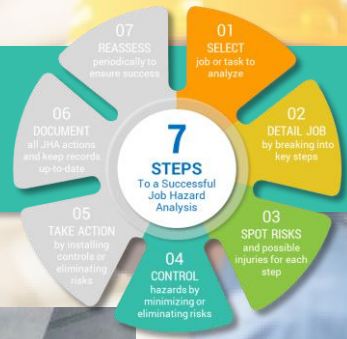 7
STEPS
To a Successful
Job Hazard
Analysis
01
SELECT
job or task to
analyze
02
DETAIL JOB
by breaking into
key steps
03
SPOT RISKS
and possible
injuries for each
step
04
CONTROL
hazards by
minimizing or
eliminating risks
05
TAKE ACTION
by installing
controls or
eliminating
risks
06
DOCUMENT
all JHA actions
and keep records
up-to-date
07
REASSESS
periodically to
ensure success